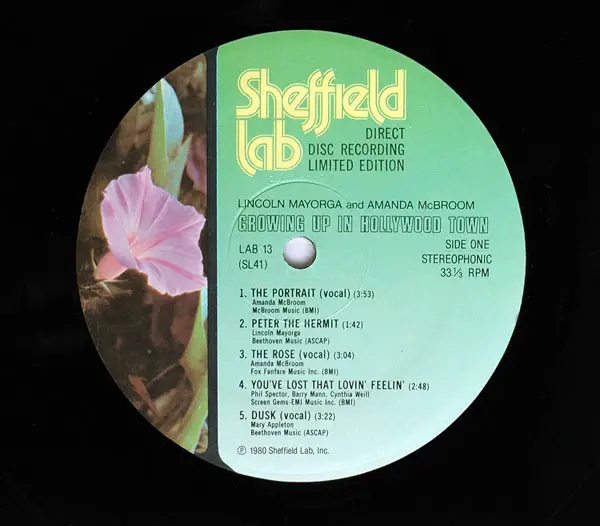 Sheffield
lab
DIRECT
DISC RECORDING
LIMITED EDITION
LINCOLN MAYORGA and AMANDA McBROOM
GROWING UP IN HOLLYWOOD TOWN
LAB 13
(SL41)
SIDE ONE
STEREOPHONIC
33⅓ RPM
1. THE PORTRAIT (vocal) (3:53)
Amanda McBroom
McBroom Music (BMI)
2. PETER THE HERMIT (1:42)
Lincoln Mayorga
Beethoven Music (ASCAP)
3. THE ROSE (vocal) (3:04)
Amanda McBroom
Fox Fanfare Music Inc. (BMI)
4. YOU'VE LOST THAT LOVIN' FEELIN' (2:48)
Phil Spector, Barry Mann, Cynthia Weill
Screen Gems-EMI Music Inc. (BMI)
5. DUSK (vocal) (3:22)
Mary Appleton
Beethoven Music (ASCAP)
℗ 1980 Sheffield Lab, Inc.